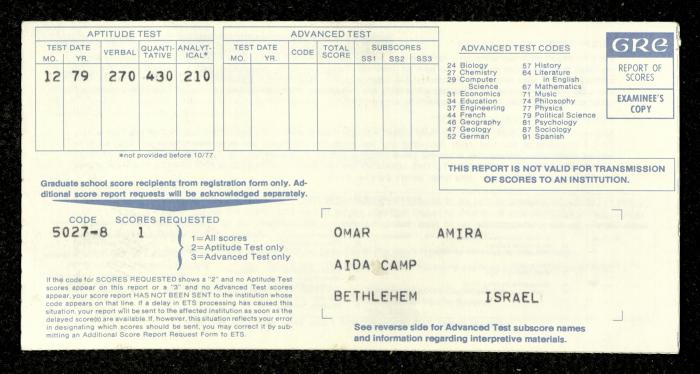 APTITUDE TEST
TEST DATE VERBAL QUANTI- TATIVE ANALYT- ICAL*
MO. YR.
12 79 270 430 210
*not provided before 10/77
ADVANCED TEST
TEST DATE CODE TOTAL SCORE SUBSCORES
MO. YR. SS1 SS2 SS3
ADVANCED TEST CODES
24 Biology
27 Chemistry
29 Computer
Science
31 Economics
34 Education
37 Engineering
44 French
46 Geography
47 Geology
52 German
57 History
64 Literature
in English
67 Mathematics
71 Music
74 Philosophy
77 Physics
79 Political Science
81 Psychology
87 Sociology
91 Spanish
GRE
REPORT OF
SCORES
EXAMINEE'S
COPY
THIS REPORT IS NOT VALID FOR TRANSMISSION
OF SCORES TO AN INSTITUTION.
Graduate school score recipients from registration form only. Ad-
ditional score report requests will be acknowledged separately.
CODE SCORES REQUESTED
5027-8 1
1=All scores
2=Aptitude Test only
3=Advanced Test only
If the code for SCORES REQUESTED shows a "2" and no Aptitude Test
scores appear on this report or a "3" and no Advanced Test scores
appear, your score report HAS NOT BEEN SENT to the institution whose
code appears on that line. If a delay in ETS processing has caused this
situation, your report will be sent to the affected institution as soon as the
delayed score(s) are available. If, however, this situation reflects your error
in designating which scores should be sent, you may correct it by sub-
mitting an Additional Score Report Request Form to ETS.
OMAR AMIRA
AIDA CAMP
BETHLEHEM ISRAEL
See reverse side for Advanced Test subscore names
and information regarding interpretive materials.